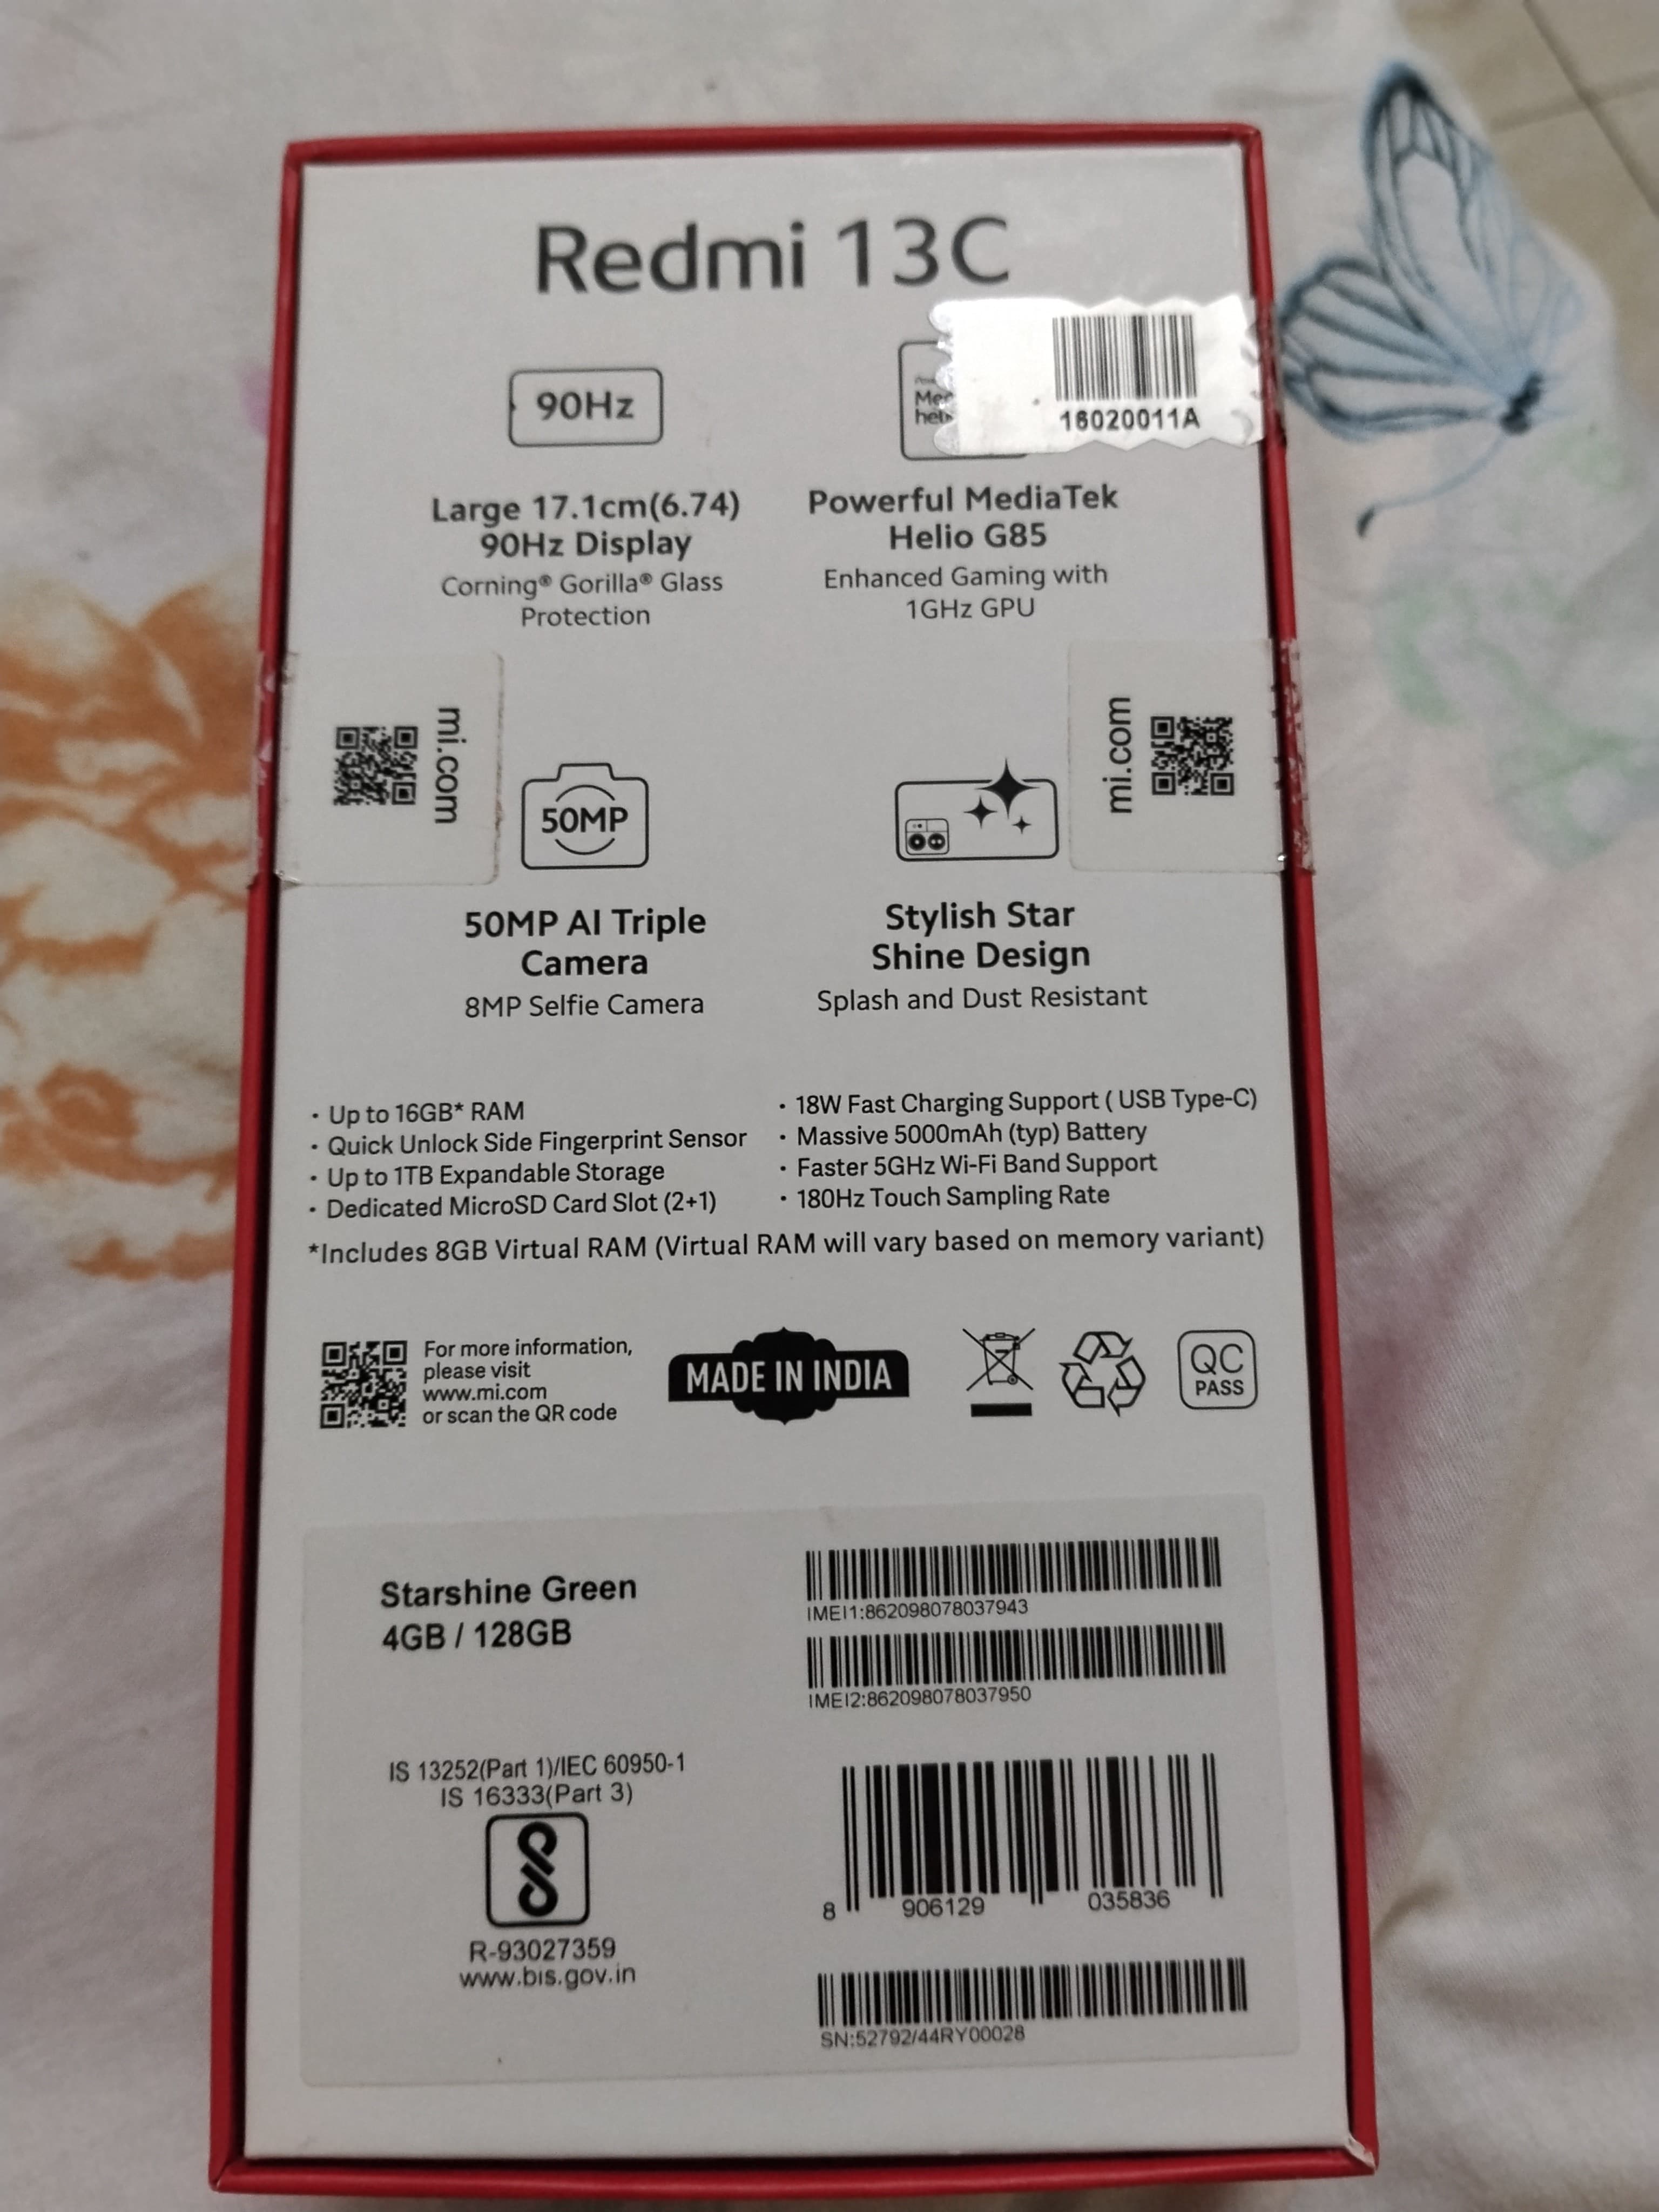 Redmi 13C
90Hz
16020011A
Large 17.1cm(6.74)
90Hz Display
Corning® Gorilla® Glass
Protection
Powerful MediaTek
Helio G85
Enhanced Gaming with
1GHz GPU
mi.com
50MP
mi.com
50MP AI Triple
Camera
8MP Selfie Camera
Stylish Star
Shine Design
Splash and Dust Resistant
· Up to 16GB* RAM
· Quick Unlock Side Fingerprint Sensor
· Up to 1TB Expandable Storage
· Dedicated MicroSD Card Slot (2+1)
· 18W Fast Charging Support ( USB Type-C)
· Massive 5000mAh (typ) Battery
· Faster 5GHz Wi-Fi Band Support
· 180Hz Touch Sampling Rate
*Includes 8GB Virtual RAM (Virtual RAM will vary based on memory variant)
For more information,
please visit
www.mi.com
or scan the QR code
MADE IN INDIA
QC
PASS
Starshine Green
4GB / 128GB
IMEI1:862098078037943
IMEI2:862098078037950
IS 13252(Part 1)/IEC 60950-1
IS 16333(Part 3)
R-93027359
www.bis.gov.in
8 906129 035836
SN:52792/44RY00028